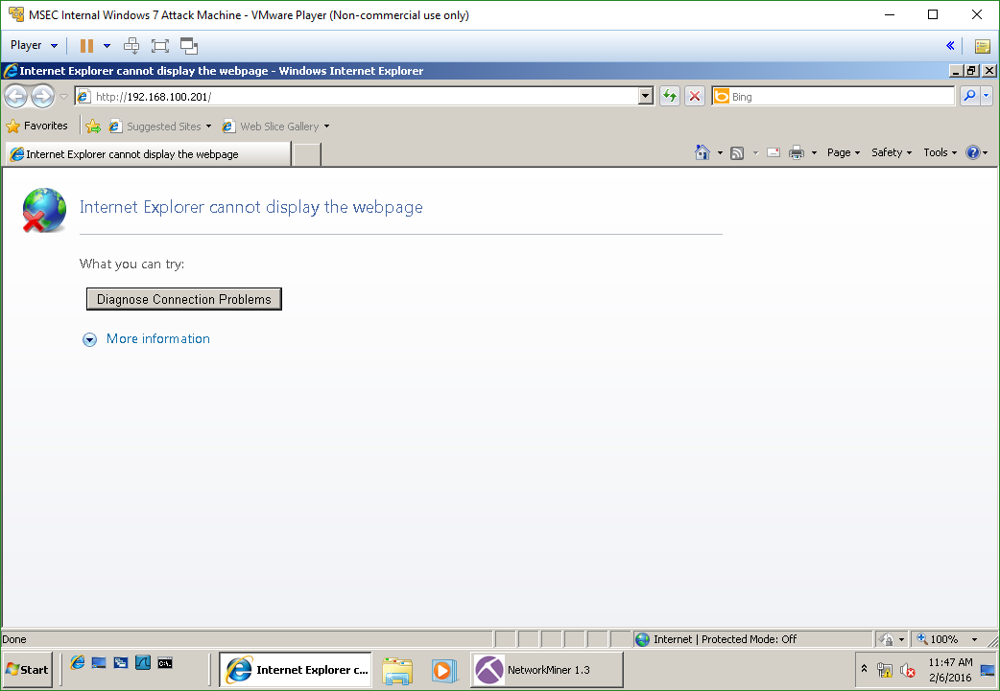 MSEC Internal Windows 7 Attack Machine - VMware Player (Non-commercial use only)
Player
Internet Explorer cannot display the webpage - Windows Internet Explorer
http://192.168.100.201/
Bing
Favorites
Suggested Sites
Web Slice Gallery
Internet Explorer cannot display the webpage
Page
Safety
Tools
Internet Explorer cannot display the webpage
What you can try:
Diagnose Connection Problems
More information
Done
Internet | Protected Mode: Off
100%
Start
C:\
Internet Explorer c...
NetworkMiner 1.3
11:47 AM
2/6/2016